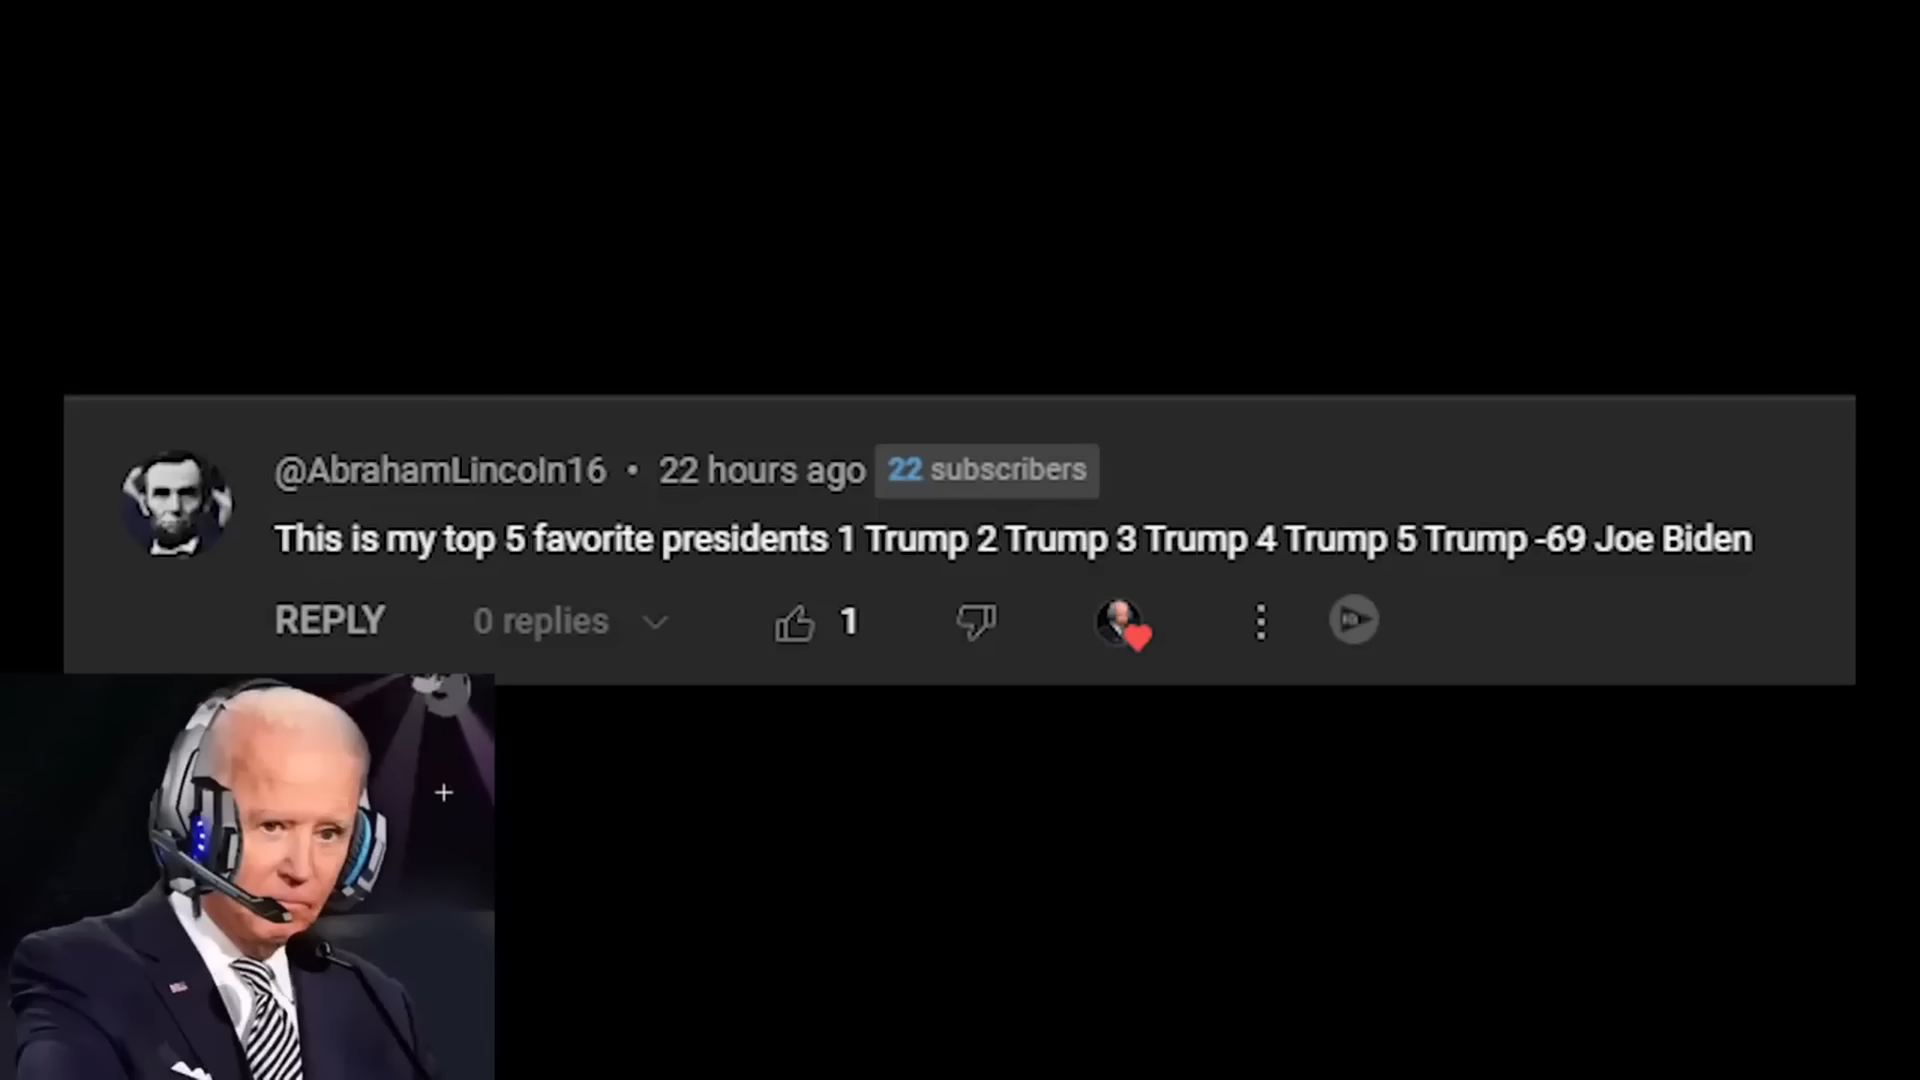 @AbrahamLincoln16 • 22 hours ago 22 subscribers
This is my top 5 favorite presidents 1 Trump 2 Trump 3 Trump 4 Trump 5 Trump -69 Joe Biden
REPLY 0 replies 1